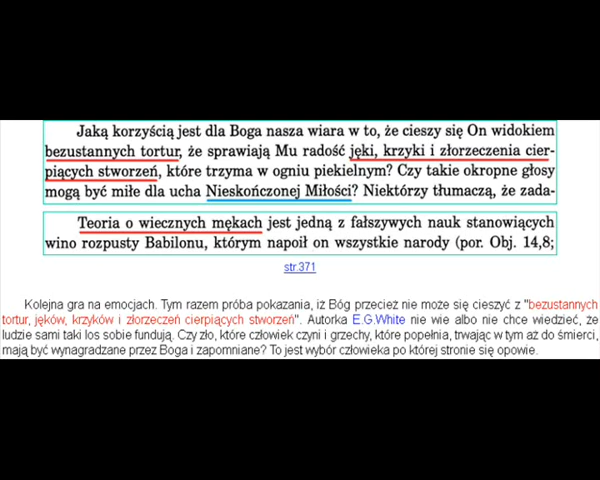 Jaką korzyścią jest dla Boga nasza wiara w to, że cieszy się On widokiem
bezustannych tortur, że sprawiają Mu radość jęki, krzyki i złorzeczenia cier-
piących stworzeń, które trzyma w ogniu piekielnym? Czy takie okropne głosy
mogą być miłe dla ucha Nieskończonej Miłości? Niektórzy tłumaczą, że zada-
Teoria o wiecznych mękach jest jedną z fałszywych nauk stanowiących
wino rozpusty Babilonu, którym napoił on wszystkie narody (por. Obj. 14,8;
str.371
Kolejna gra na emocjach. Tym razem próba pokazania, iż Bóg przecież nie może się cieszyć z "bezustannych
tortur, jęków, krzyków i złorzeczeń cierpiących stworzeń". Autorka E.G.White nie wie albo nie chce wiedzieć, że
ludzie sami taki los sobie fundują. Czy zło, które człowiek czyni i grzechy, które popełnia, trwając w tym aż do śmierci,
mają być wynagradzane przez Boga i zapomniane? To jest wybór człowieka po której stronie się opowie.